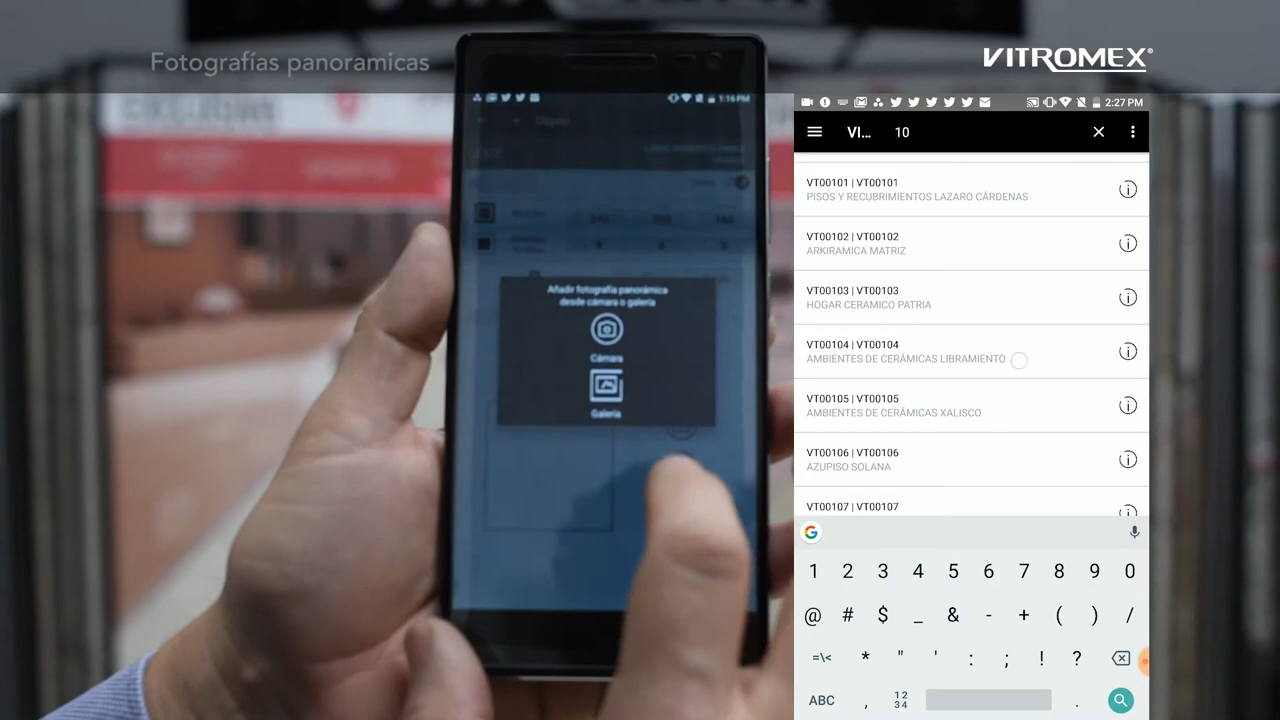 Fotografías panoramicas
VITROMEX®
1:16 PM
Añadir fotografía panorámica
desde cámara o galería
Cámara
Galería
2:27 PM
VI... 10
VT00101 | VT00101
PISOS Y RECUBRIMIENTOS LAZARO CÁRDENAS
VT00102 | VT00102
ARKIRAMICA MATRIZ
VT00103 | VT00103
HOGAR CERAMICO PATRIA
VT00104 | VT00104
AMBIENTES DE CERÁMICAS LIBRAMIENTO
VT00105 | VT00105
AMBIENTES DE CERÁMICAS XALISCO
VT00106 | VT00106
AZUPISO SOLANA
VT00107 | VT00107
1 2 3 4 5 6 7 8 9 0
@ # $ _ & - + ( ) /
=\< * " ' : ; ! ?
ABC , 12 .
34